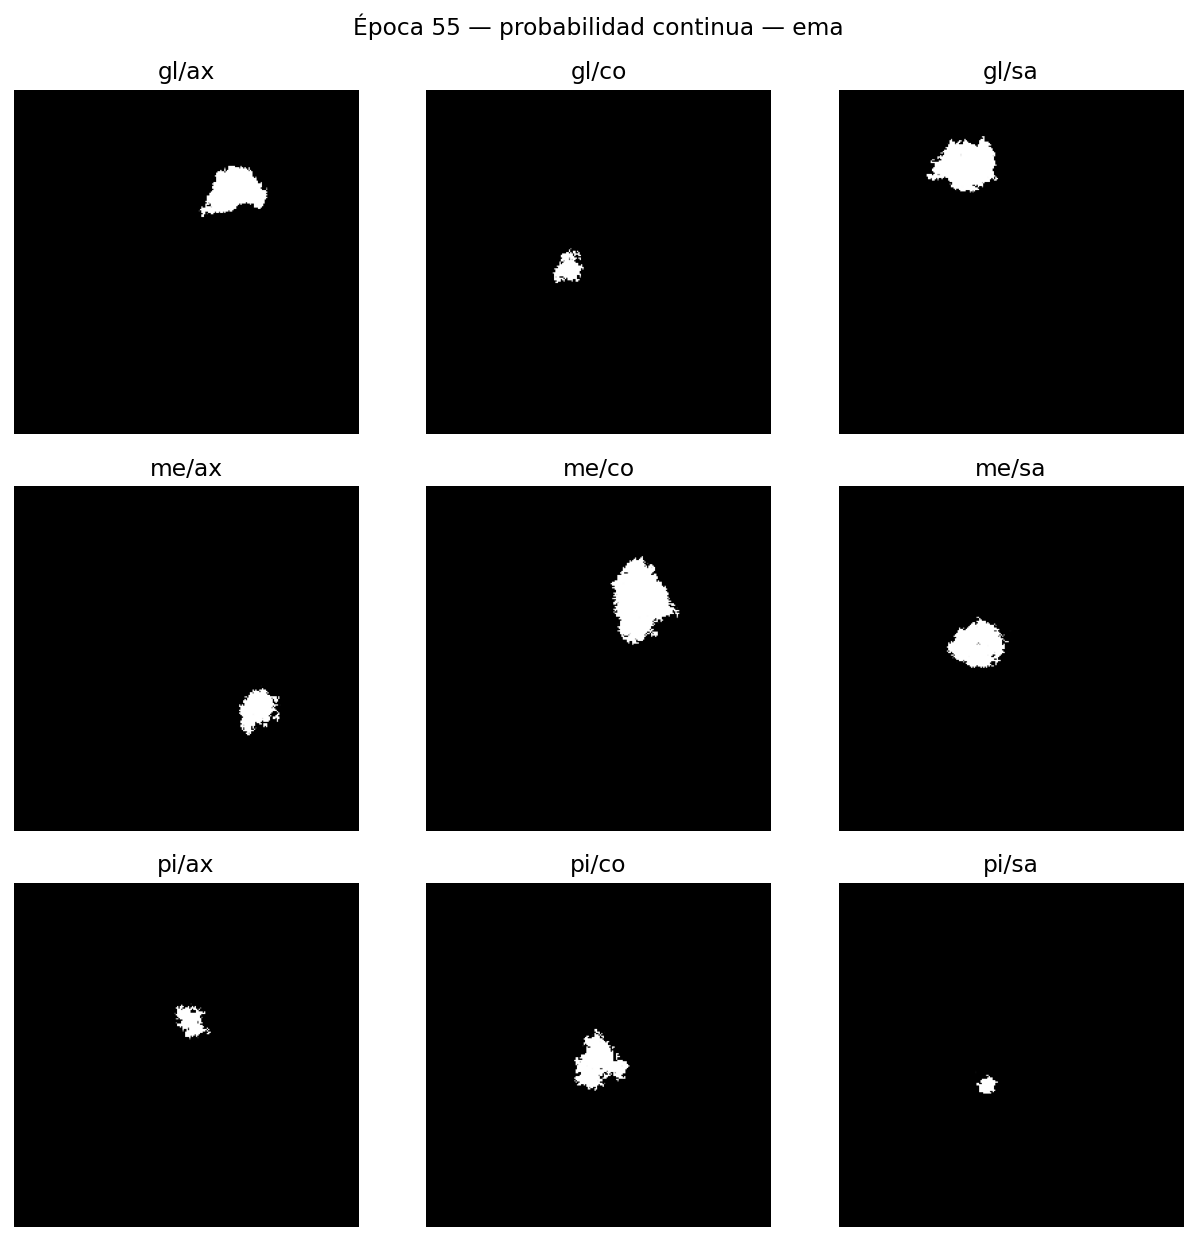 Época 55 — probabilidad continua — ema
gl/ax
gl/co
gl/sa
me/ax
me/co
me/sa
pi/ax
pi/co
pi/sa